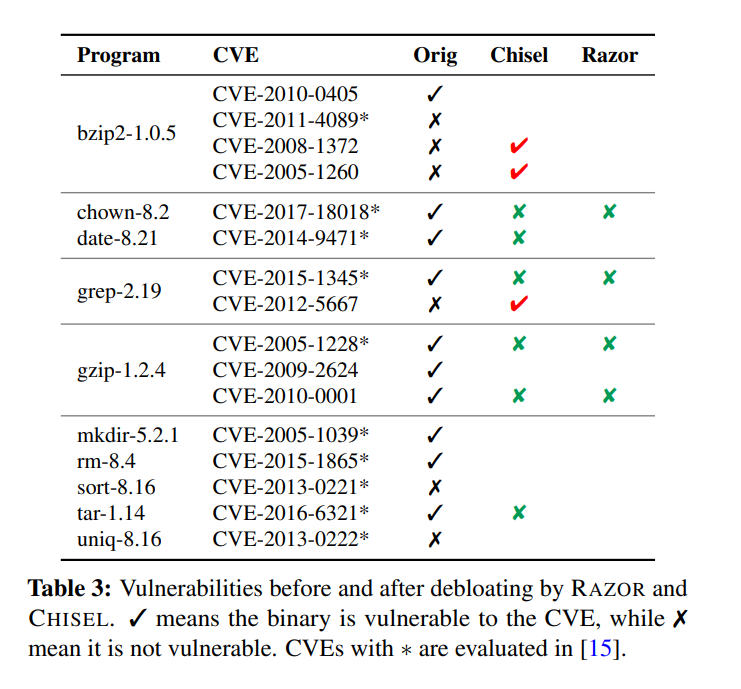 Program CVE Orig Chisel Razor
bzip2-1.0.5
CVE-2010-0405 ✓
CVE-2011-4089* ✗
CVE-2008-1372 ✗ ✔
CVE-2005-1260 ✗ ✔
chown-8.2 CVE-2017-18018* ✓ ✘ ✘
date-8.21 CVE-2014-9471* ✓ ✘
grep-2.19
CVE-2015-1345* ✓ ✘ ✘
CVE-2012-5667 ✗ ✔
gzip-1.2.4
CVE-2005-1228* ✓ ✘ ✘
CVE-2009-2624 ✓
CVE-2010-0001 ✓ ✘ ✘
mkdir-5.2.1 CVE-2005-1039* ✓
rm-8.4 CVE-2015-1865* ✓
sort-8.16 CVE-2013-0221* ✗
tar-1.14 CVE-2016-6321* ✓ ✘
uniq-8.16 CVE-2013-0222* ✗
Table 3: Vulnerabilities before and after debloating by RAZOR and
CHISEL. ✓ means the binary is vulnerable to the CVE, while ✗
mean it is not vulnerable. CVEs with * are evaluated in [15].